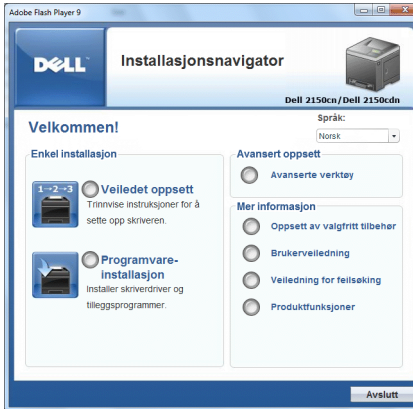 Adobe Flash Player 9
DELL
Installasjonsnavigator
Dell 2150cn/Dell 2150cdn
Velkommen!
Språk:
Norsk
Enkel installasjon
1-2-3
Veiledet oppsett
Trinnvise instruksjoner for å
sette opp skriveren.
Programvare-
installasjon
Installer skriverdriver og
tilleggsprogrammer.
Avansert oppsett
Avanserte verktøy
Mer informasjon
Oppsett av valgfritt tilbehør
Brukerveiledning
Veiledning for feilsøking
Produktfunksjoner
Avslutt